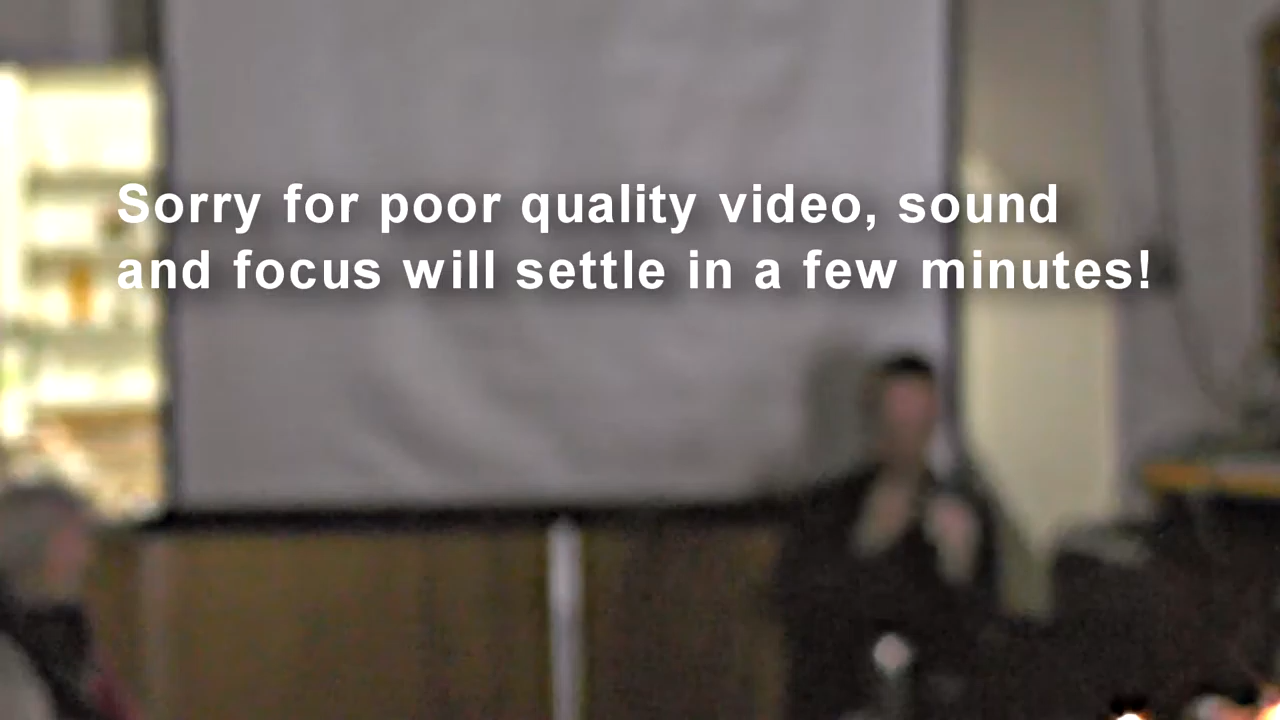 Sorry for poor quality video, sound
and focus will settle in a few minutes!